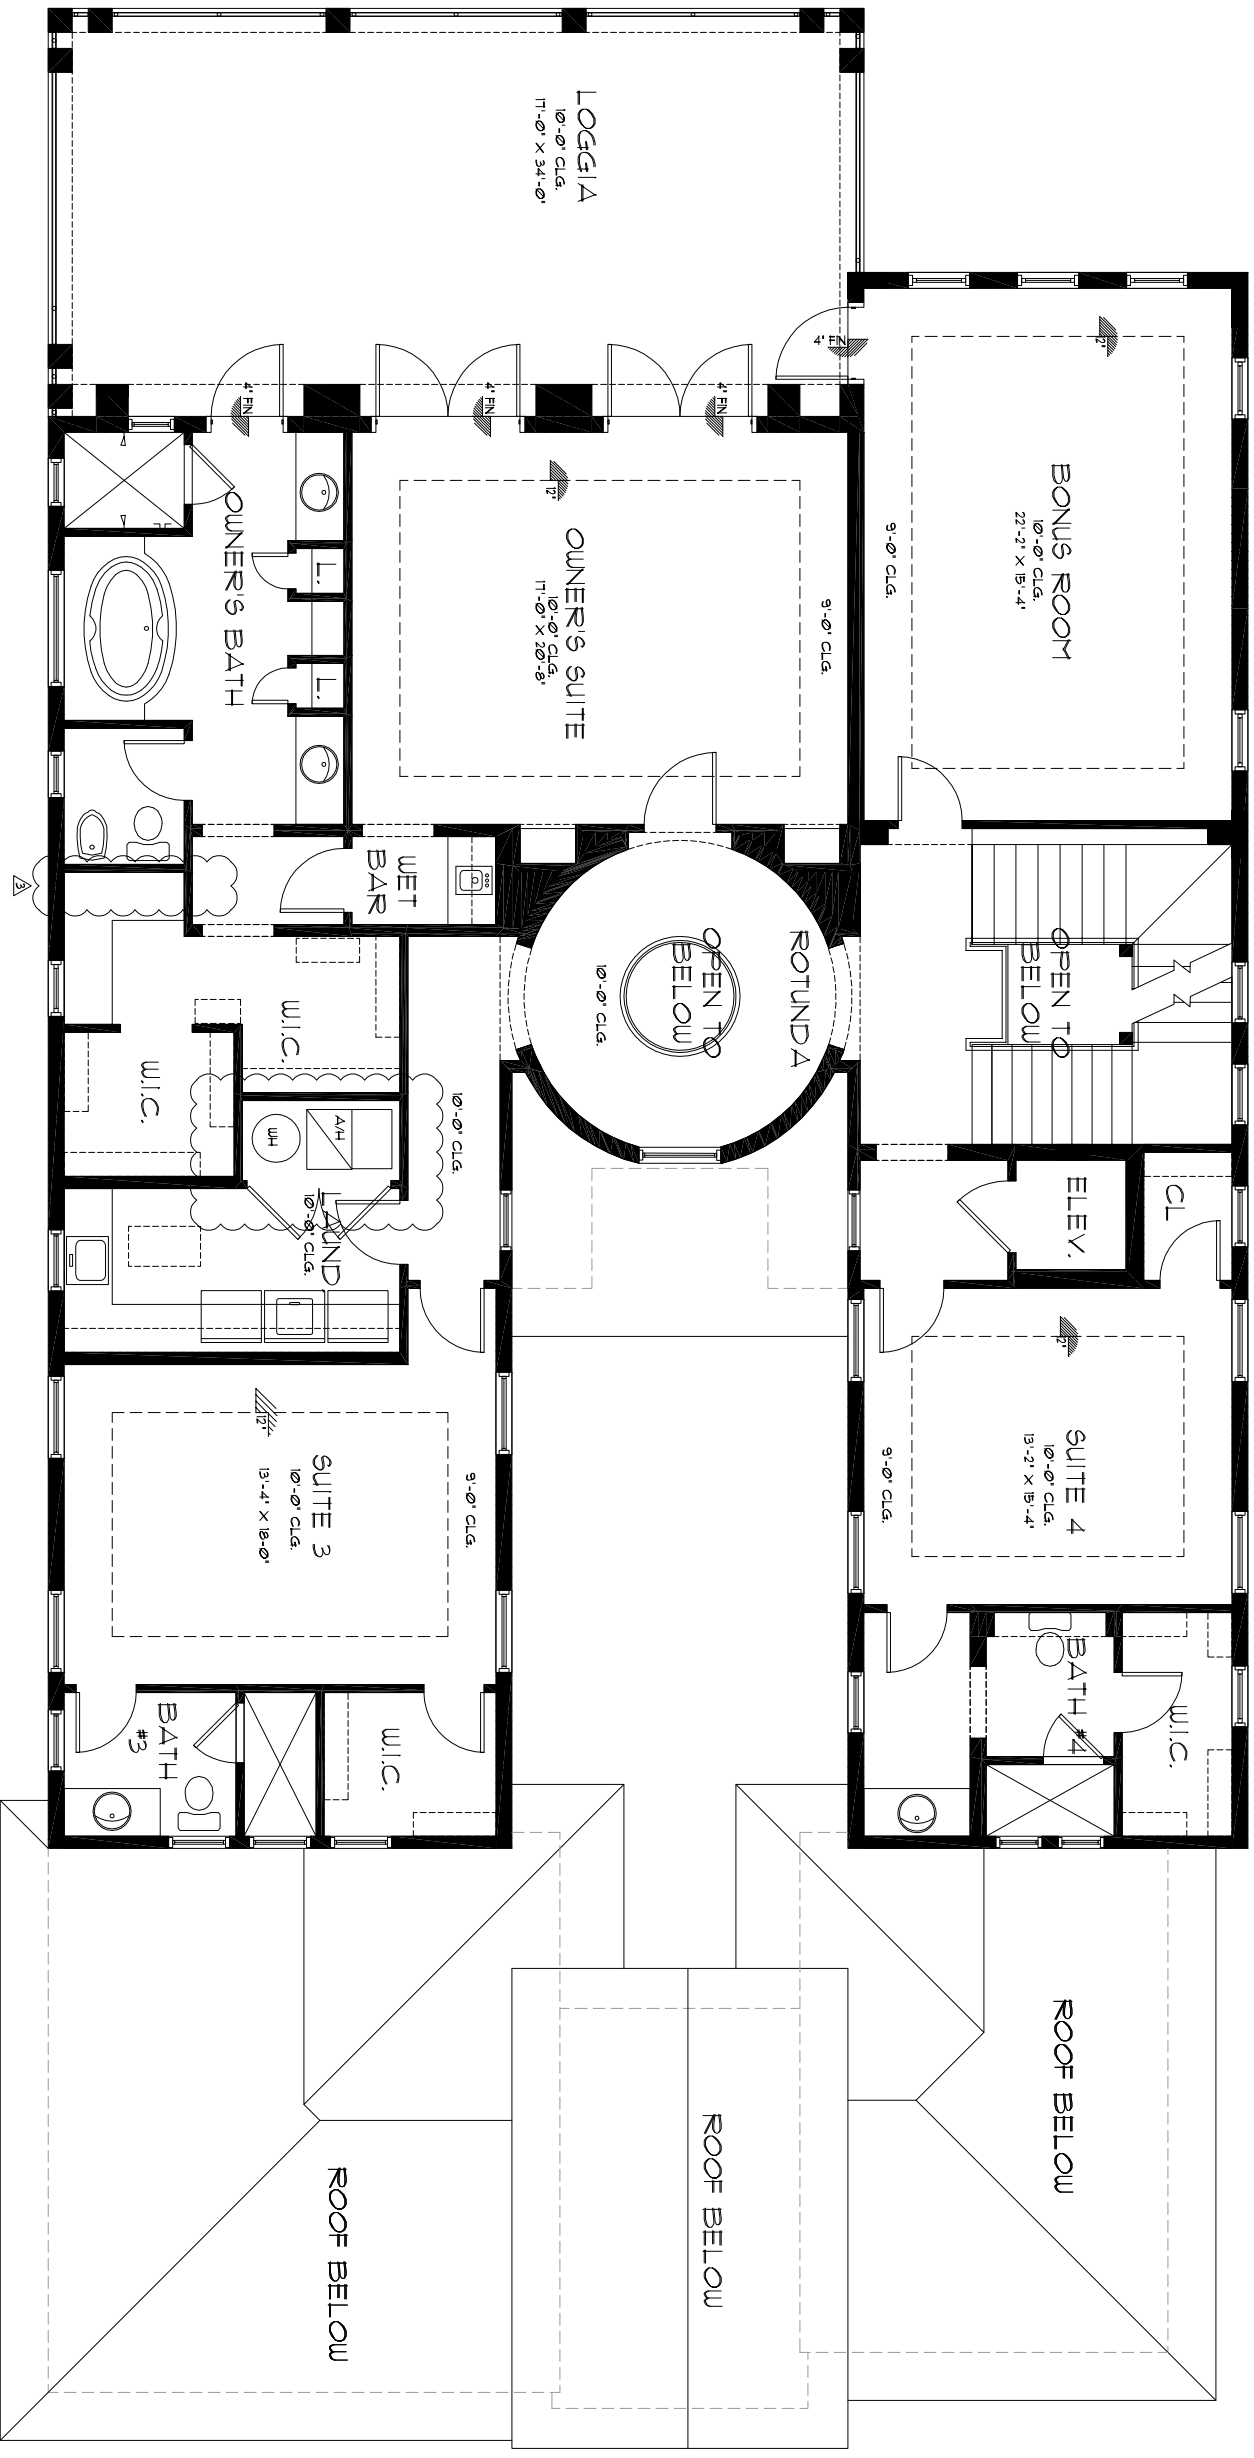 LOGGIA
10'-0" CLG.
17'-0" X 34'-0"
4' FIN
12"
BONUS ROOM
10'-0" CLG.
22'-2" X 15'-4"
9'-0" CLG.
4' FIN
4' FIN
4' FIN
12"
OWNER'S SUITE
10'-0" CLG.
17'-0" X 20'-8"
9'-0" CLG.
OWNER'S BATH
L.
L.
WET
BAR
3
ROTUNDA
OPEN TO
BELOW
10'-0" CLG.
OPEN TO
BELOW
W.I.C.
W.I.C.
10'-0" CLG.
A/H
WH
LAUND.
10'-0" CLG.
ELEV.
CL
12"
SUITE 4
10'-0" CLG.
13'-2" X 15'-4"
9'-0" CLG.
12"
SUITE 3
10'-0" CLG.
13'-4" X 18'-0"
9'-0" CLG.
BATH #4
W.I.C.
W.I.C.
BATH
#3
ROOF BELOW
ROOF BELOW
ROOF BELOW